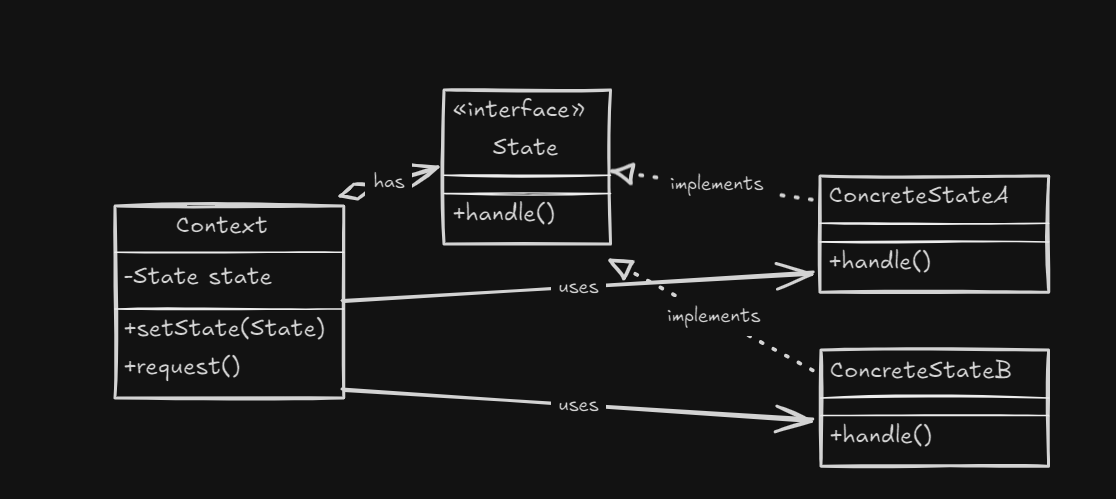 «interface»
State
+handle()
has
Context
-State state
+setState(State)
+request()
implements
ConcreteStateA
+handle()
uses
implements
ConcreteStateB
+handle()
uses